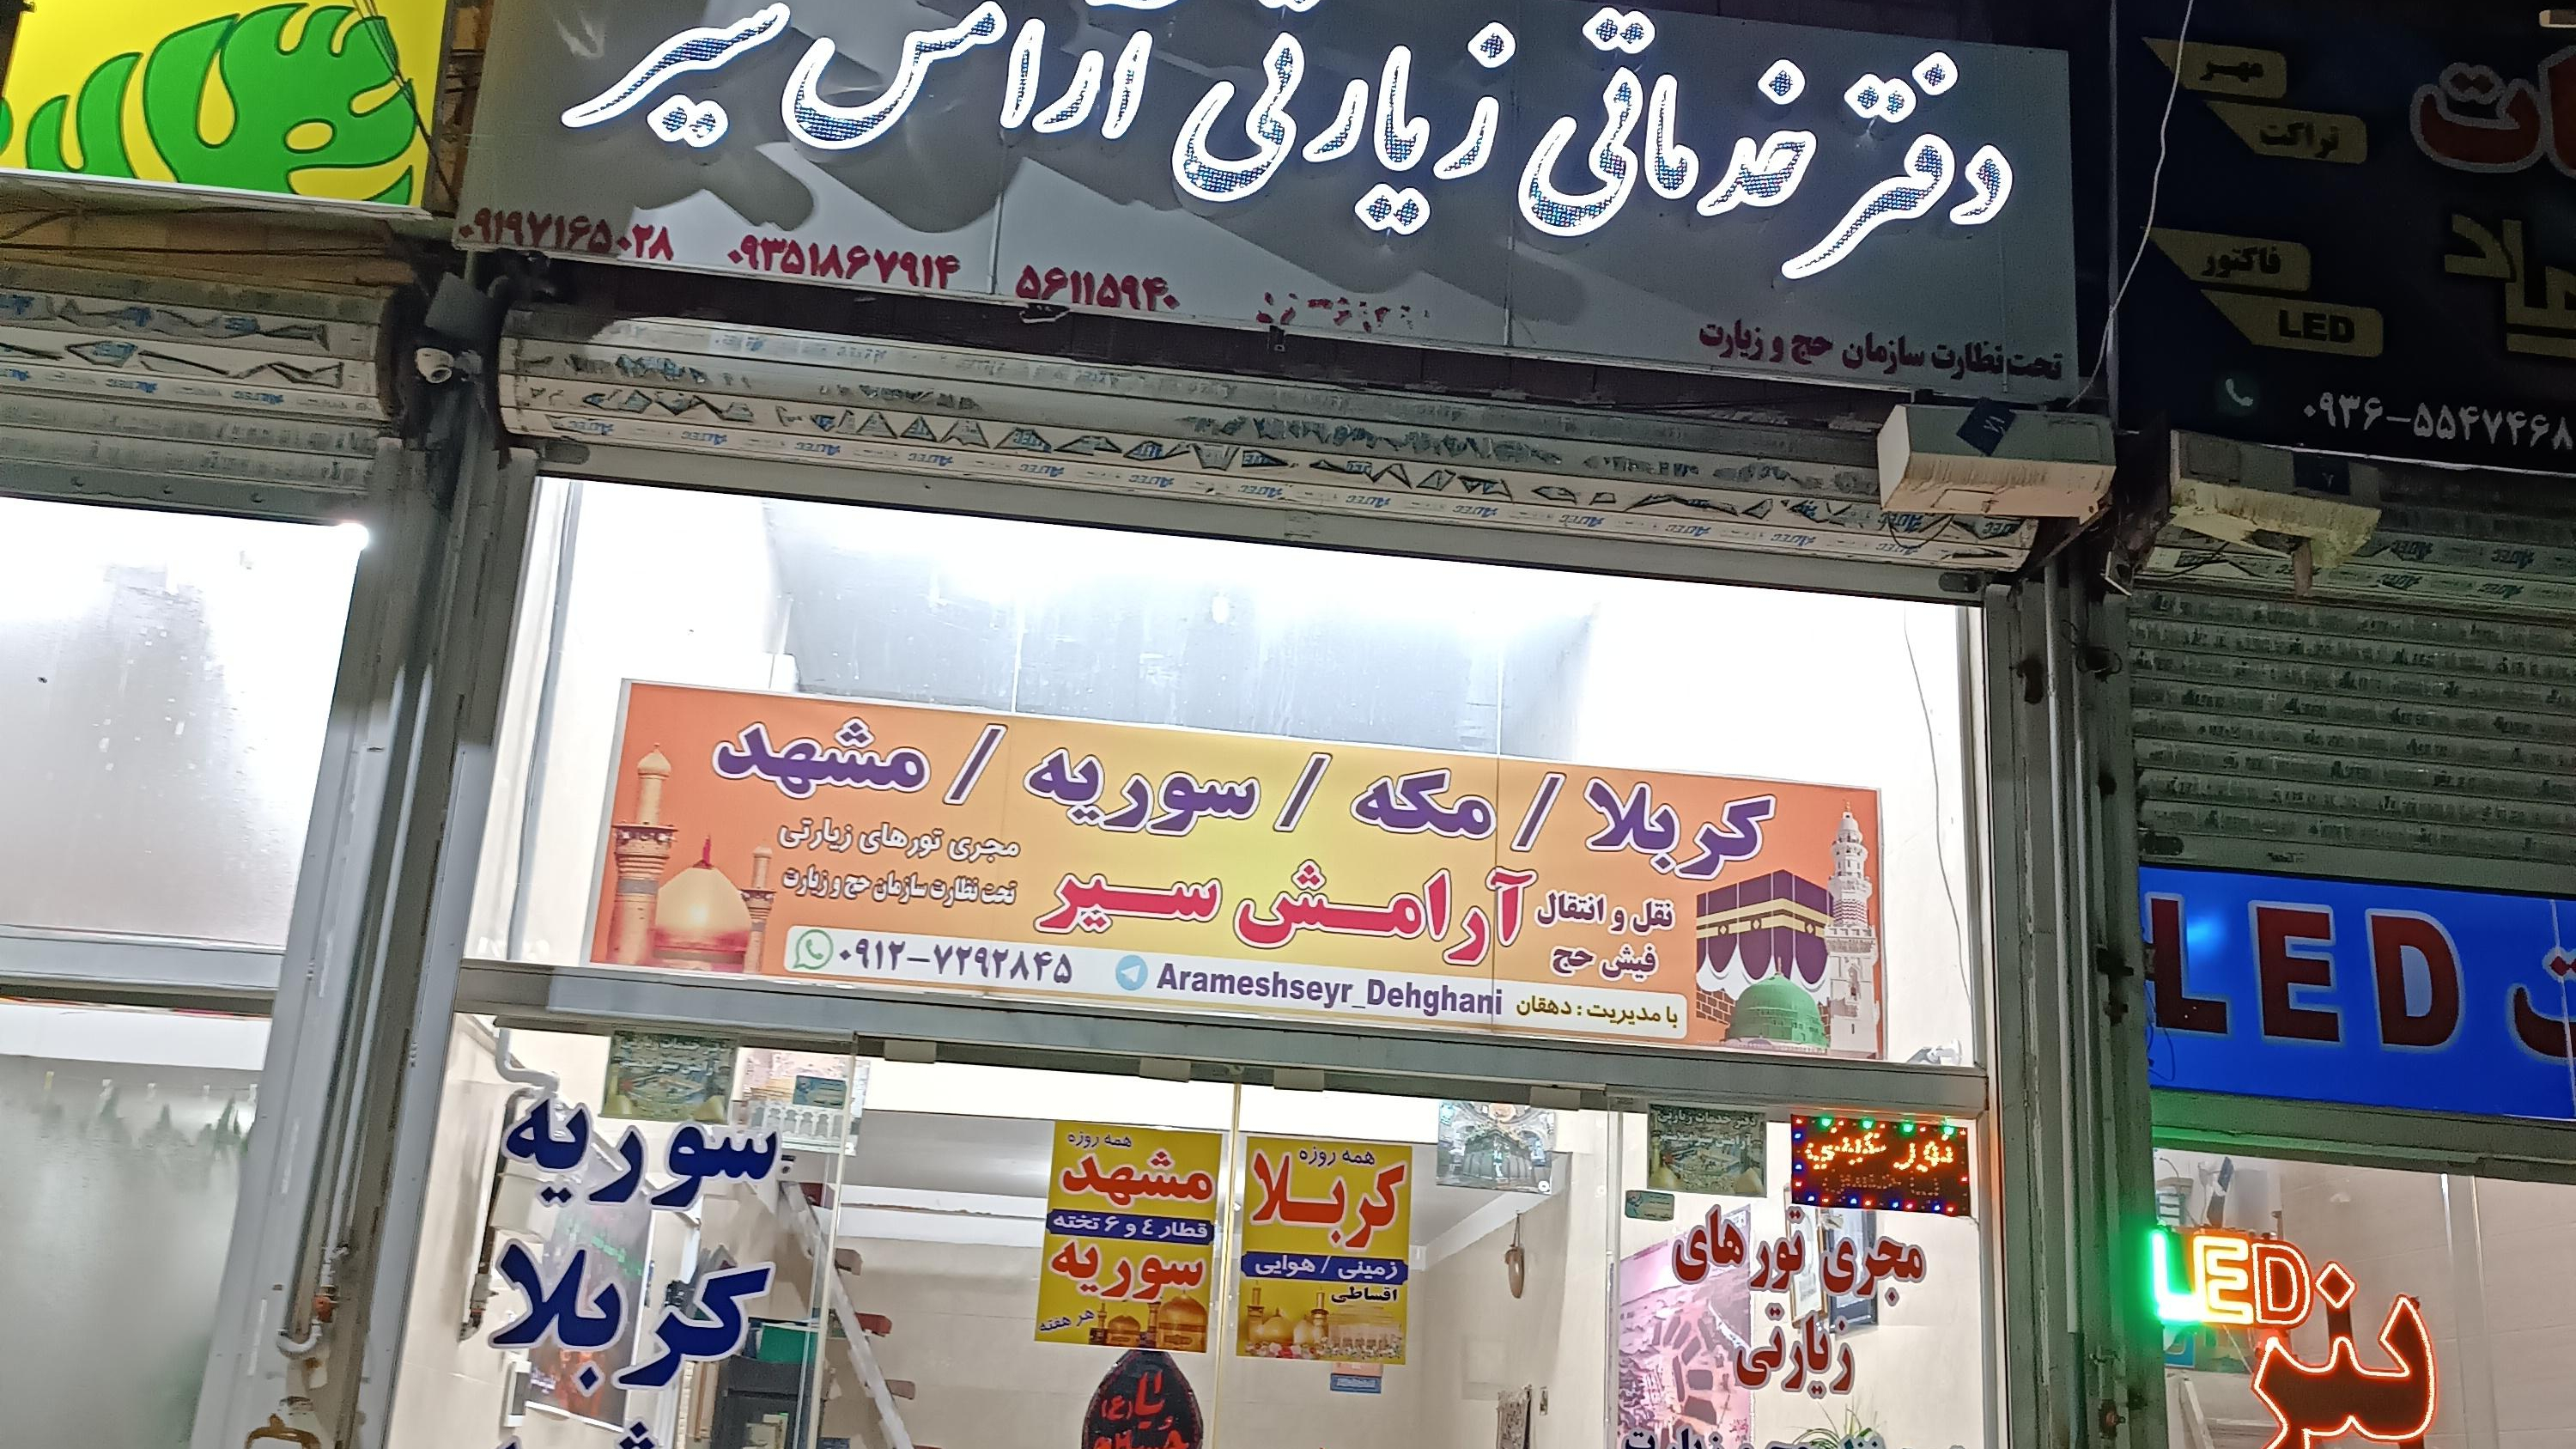 دفتر خدماتی زیارتی آرامش سیر
۰۹۱۹۷۱۶۵۰۲۸ ۰۹۳۵۱۸۶۷۹۱۴ ۵۶۱۱۵۹۴۰
تحت نظارت سازمان حج و زیارت
مهر
تراکت
فاکتور
LED
۰۹۳۶-۵۵۴۷۴۶۸
کربلا / مکه / سوریه / مشهد
نقل و انتقال
فیش حج
آرامش سیر
مجری تورهای زیارتی
تحت نظارت سازمان حج و زیارت
با مدیریت : دهقان
Arameshseyr_Dehghani
۰۹۱۲-۷۲۹۲۸۴۵
LED
سوریه
کربلا
همه روزه
مشهد
قطار ٤ و ۶ تخته
سوریه
هر هفته
همه روزه
کربلا
زمینی / هوایی
اقساطی
مجری تورهای
زیارتی
یا
(ع)
LED